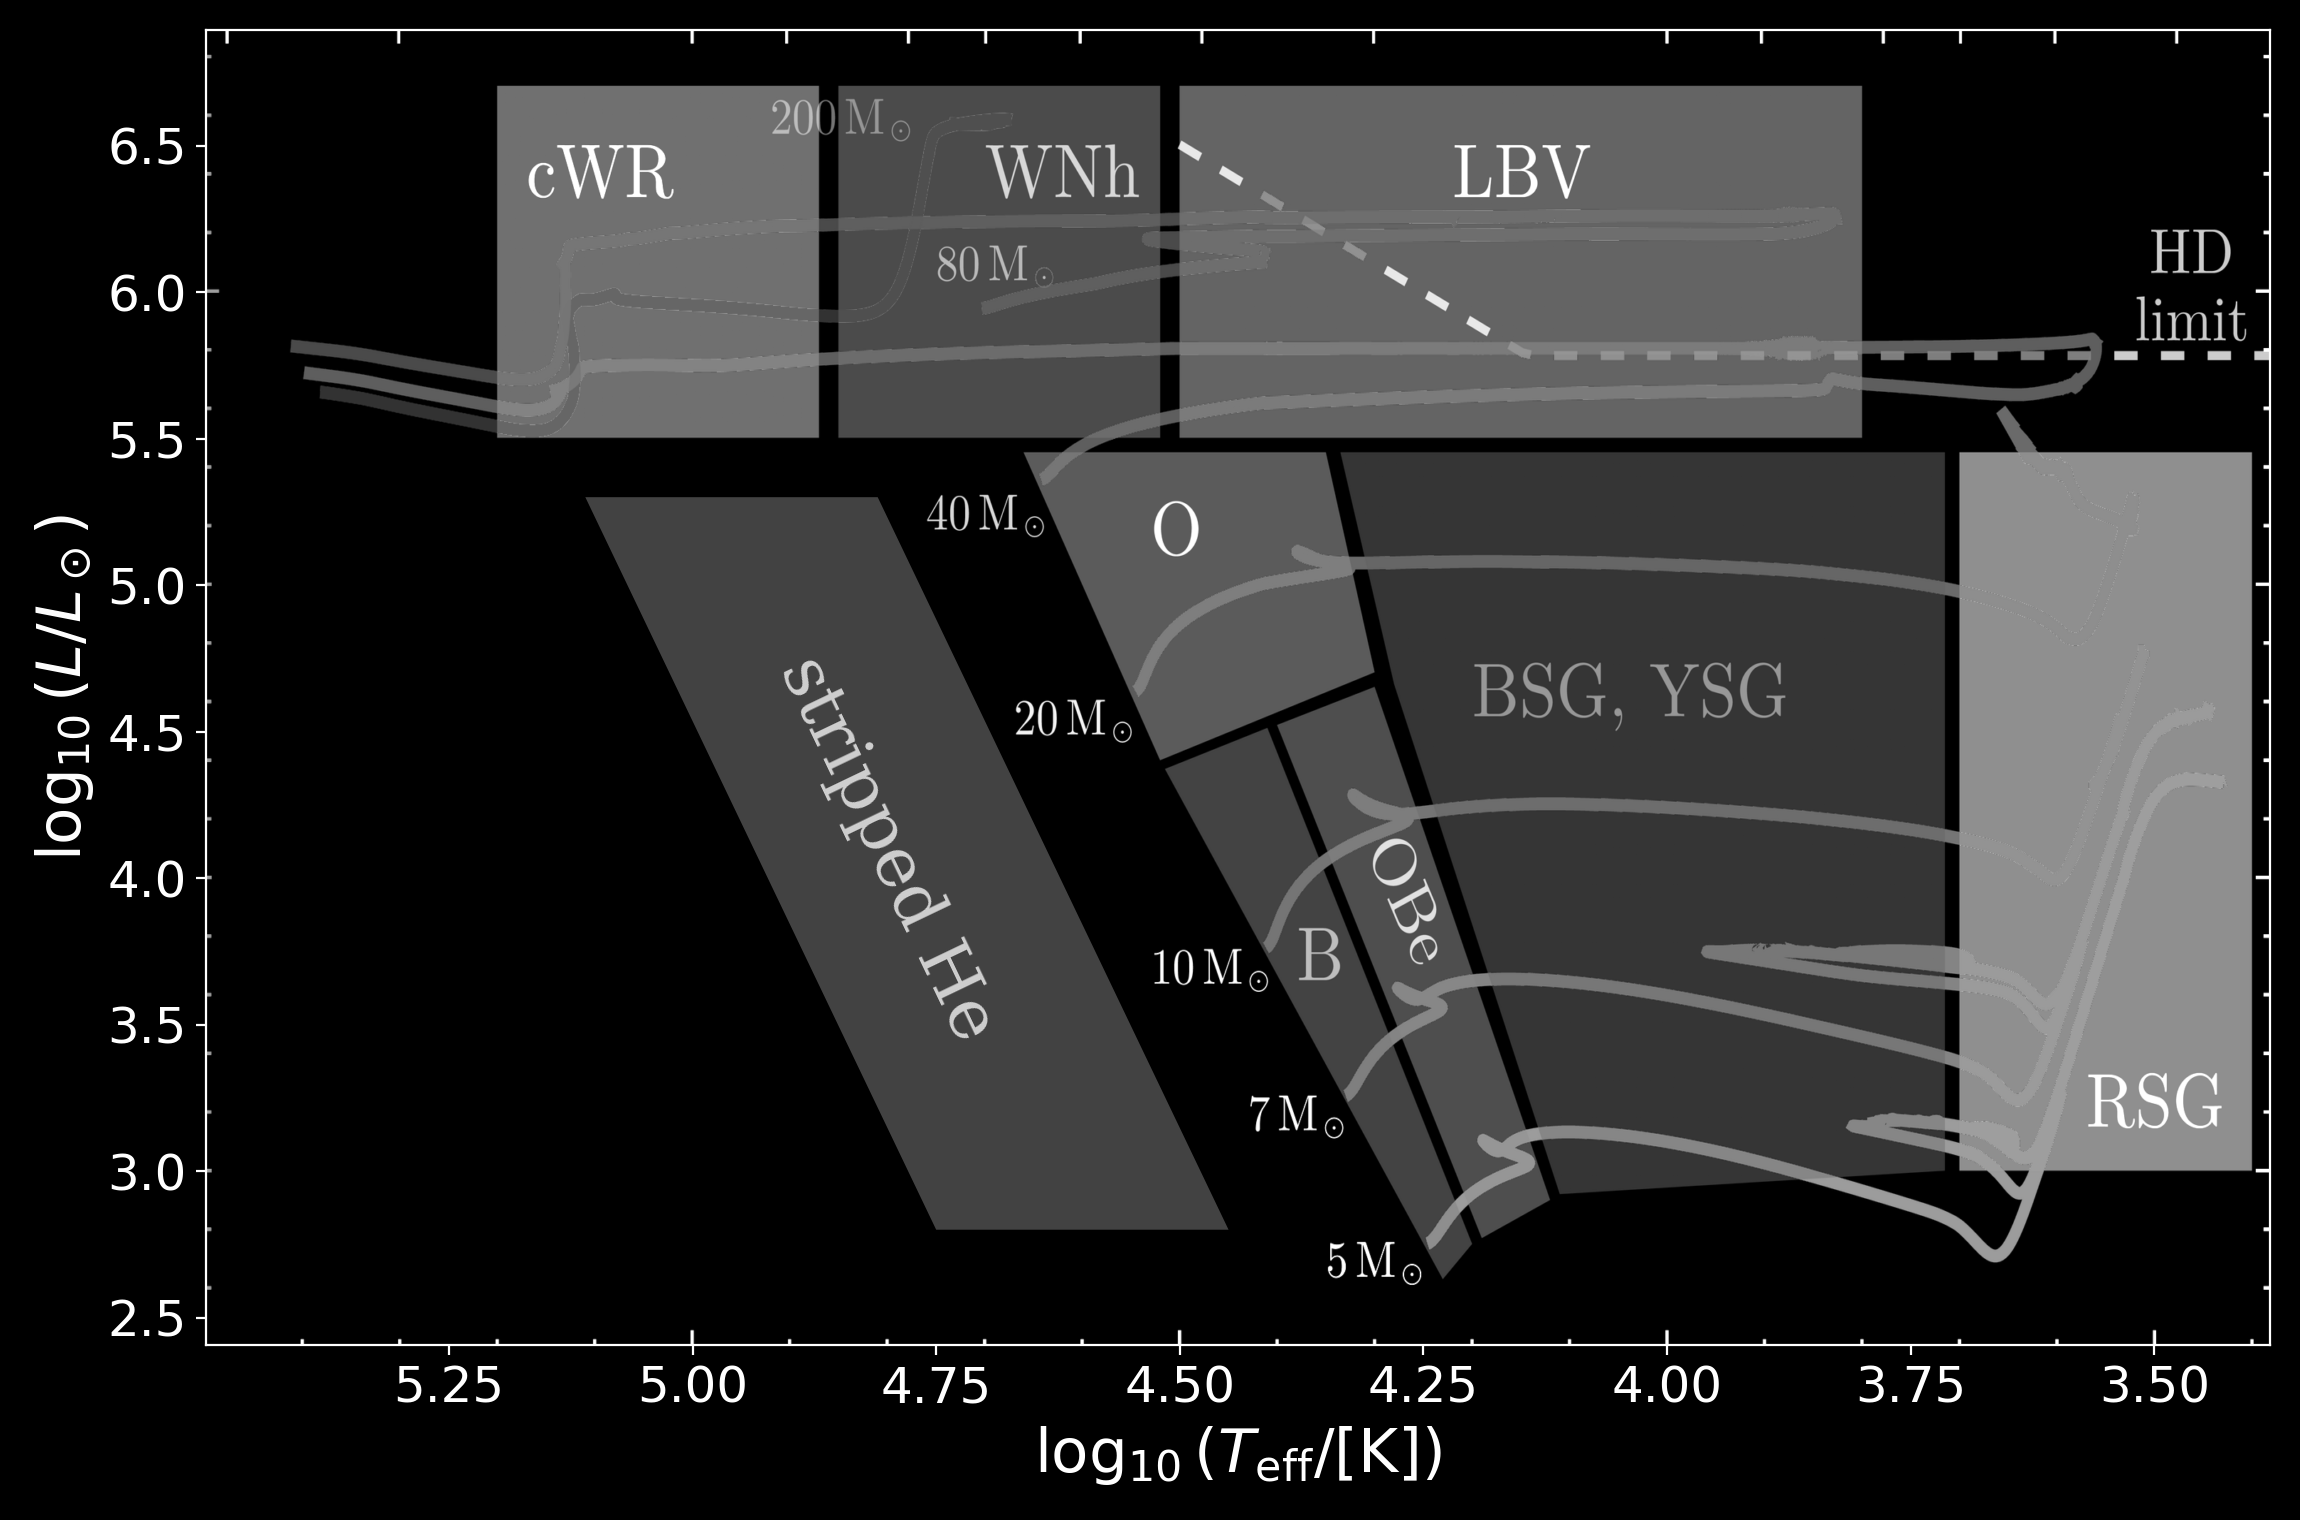 200 M⊙
cWR
WNh
LBV
80 M⊙
HD
limit
40 M⊙
O
20 M⊙
BSG, YSG
stripped He
OBe
10 M⊙
B
7 M⊙
RSG
5 M⊙
log₁₀(L/L⊙)
6.5
6.0
5.5
5.0
4.5
4.0
3.5
3.0
2.5
5.25 5.00 4.75 4.50 4.25 4.00 3.75 3.50
log₁₀(T_eff/[K])